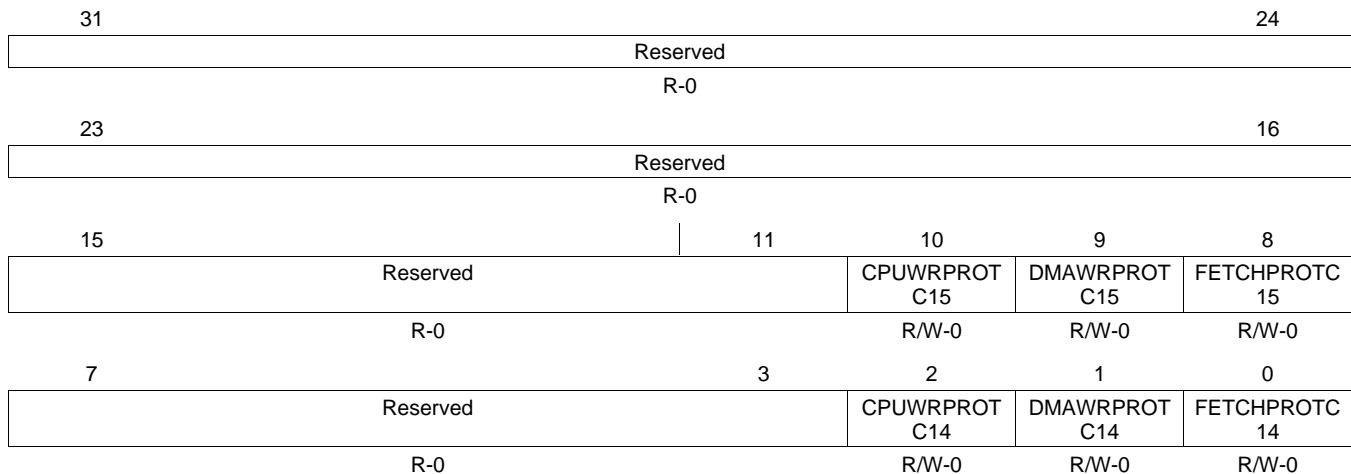 31 24
Reserved
R-0
23 16
Reserved
R-0
15 11 10 9 8
Reserved CPUWRPROT DMAWRPROT FETCHPROTC
C15 C15 15
R-0 R/W-0 R/W-0 R/W-0
7 3 2 1 0
Reserved CPUWRPROT DMAWRPROT FETCHPROTC
C14 C14 14
R-0 R/W-0 R/W-0 R/W-0